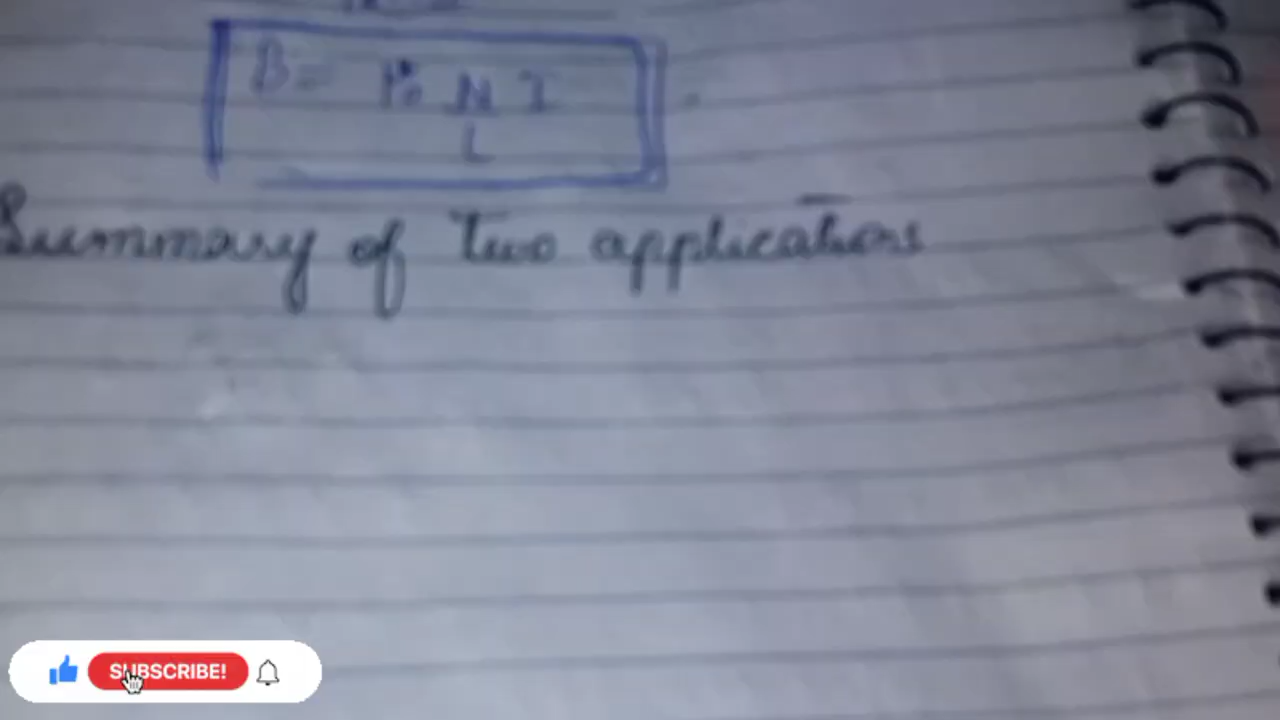 B = μ₀ N/L I
Summary of two applications
SUBSCRIBE!